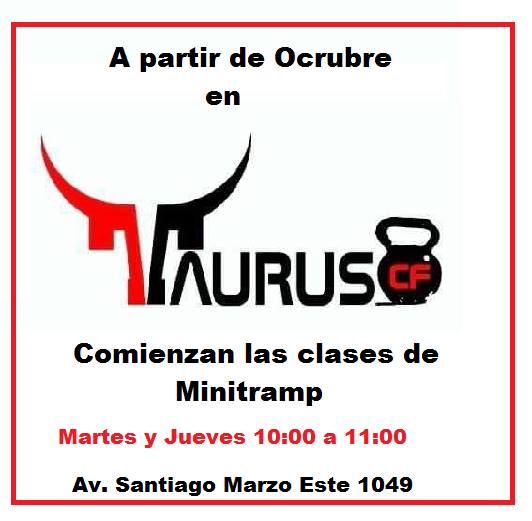 A partir de Ocrubre
en
TAURUS CF
Comienzan las clases de
Minitramp
Martes y Jueves 10:00 a 11:00
Av. Santiago Marzo Este 1049